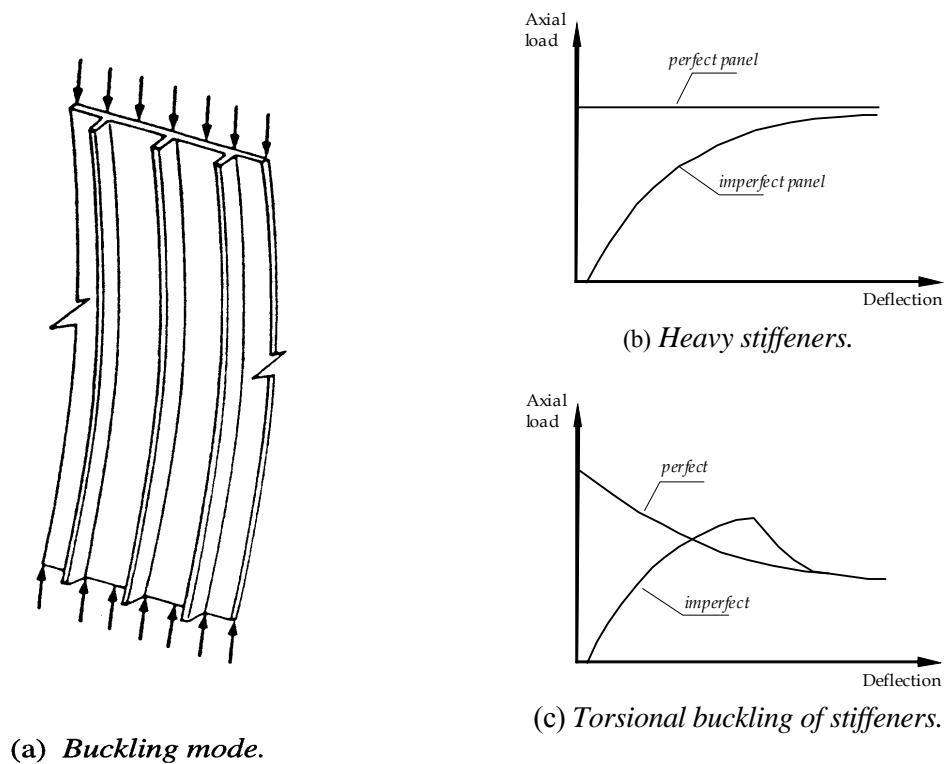 Axial
load
perfect panel
imperfect panel
Deflection
(b) Heavy stiffeners.
Axial
load
perfect
imperfect
Deflection
(c) Torsional buckling of stiffeners.
(a) Buckling mode.